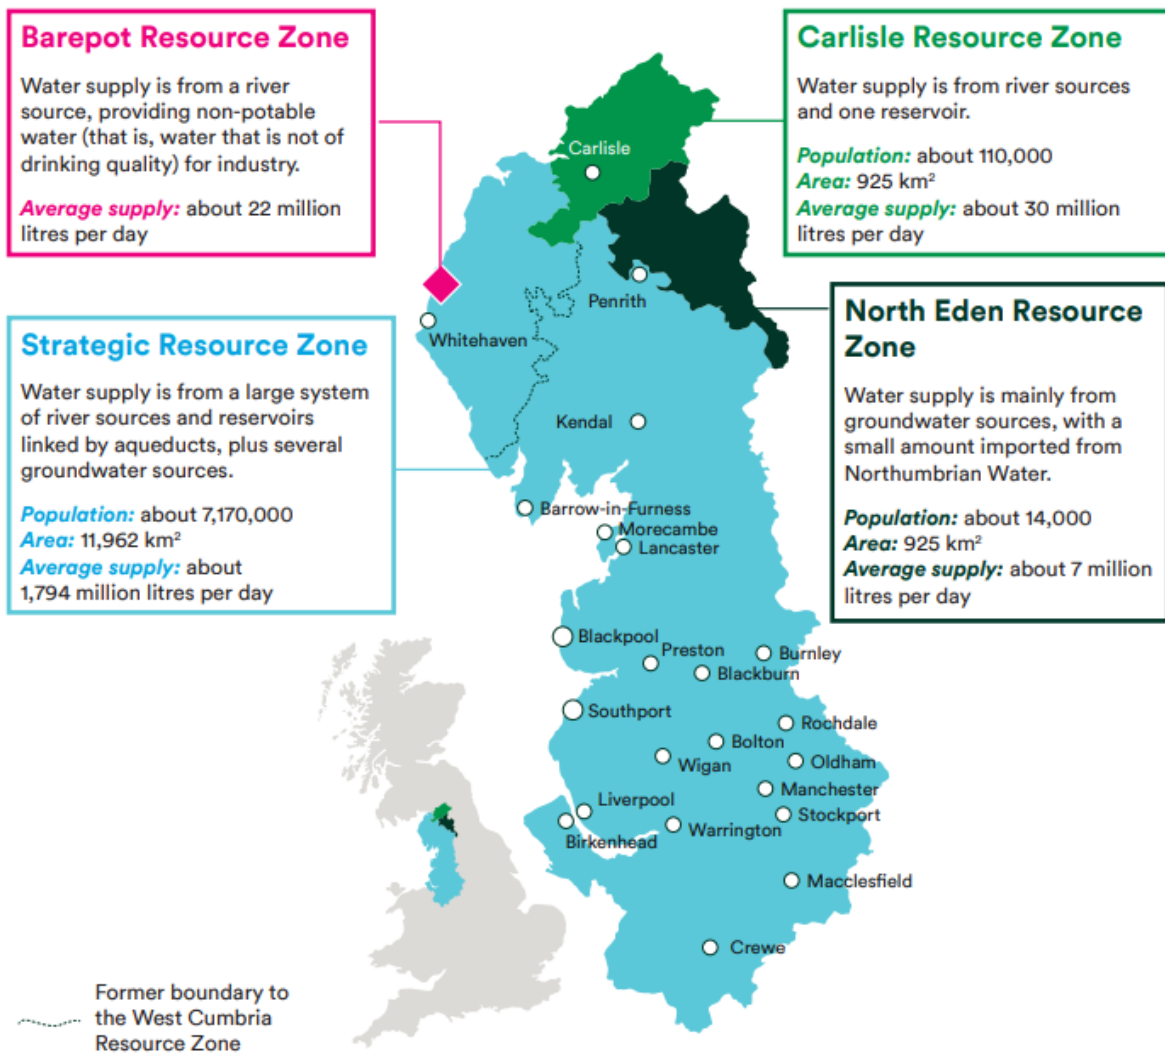 Barepot Resource Zone
Water supply is from a river
source, providing non-potable
water (that is, water that is not of
drinking quality) for industry.
Average supply: about 22 million
litres per day
Carlisle Resource Zone
Water supply is from river sources
and one reservoir.
Population: about 110,000
Area: 925 km²
Average supply: about 30 million
litres per day
Strategic Resource Zone
Water supply is from a large system
of river sources and reservoirs
linked by aqueducts, plus several
groundwater sources.
Population: about 7,170,000
Area: 11,962 km²
Average supply: about
1,794 million litres per day
North Eden Resource
Zone
Water supply is mainly from
groundwater sources, with a
small amount imported from
Northumbrian Water.
Population: about 14,000
Area: 925 km²
Average supply: about 7 million
litres per day
Carlisle
Penrith
Whitehaven
Kendal
Barrow-in-Furness
Morecambe
Lancaster
Blackpool
Preston
Burnley
Blackburn
Southport
Rochdale
Bolton
Wigan
Oldham
Manchester
Liverpool
Stockport
Warrington
Birkenhead
Macclesfield
Crewe
Former boundary to
the West Cumbria
Resource Zone